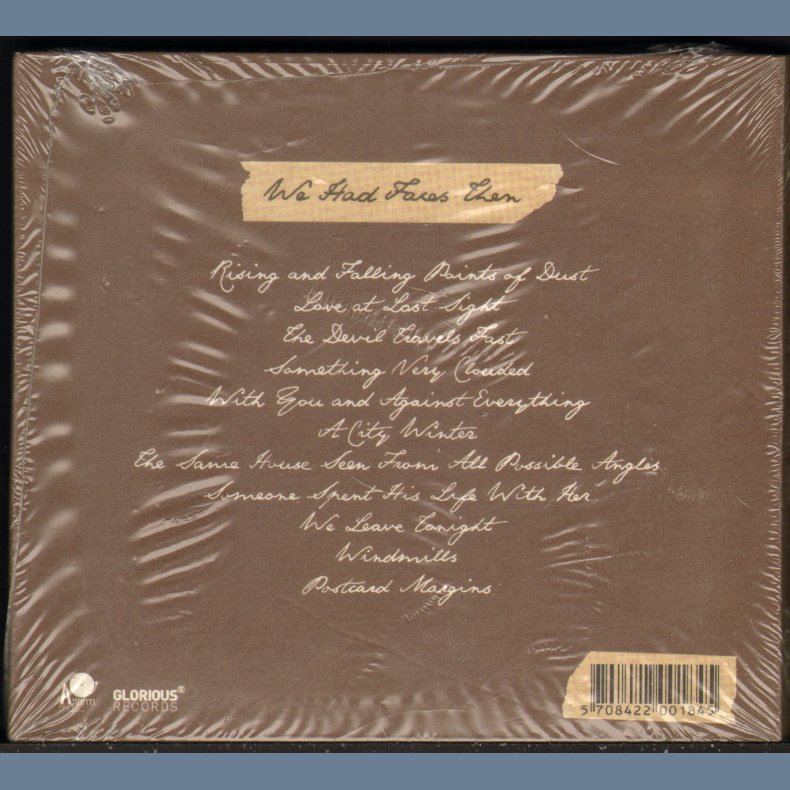 We Had Faces Then
Rising and Falling Points of Dust
Love at Last Sight
The Devil Travels Fast
Something Very Clouded
With You and Against Everything
A City Winter
The Same House Seen From All Possible Angles
Someone Spent His Life With Her
We Leave Tonight
Windmills
Postcard Margins
GLORIOUS®
RECORDS
5 708422 001845